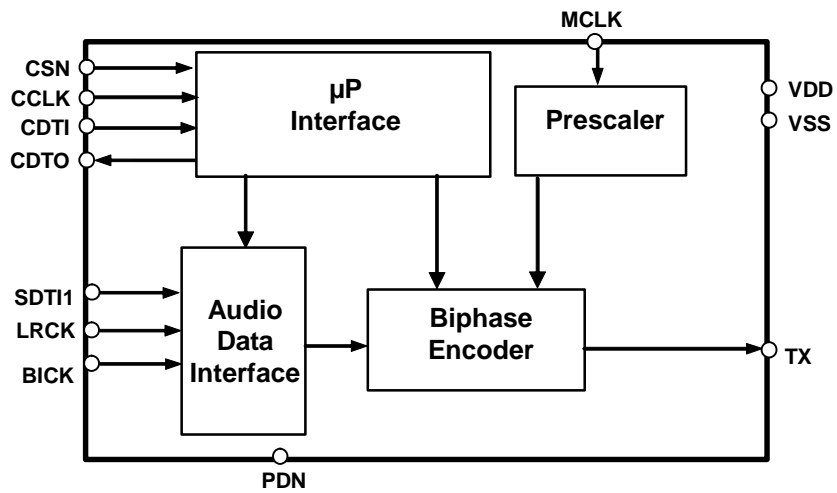 MCLK
CSN
CCLK
CDTI
CDTO
µP
Interface
Prescaler
VDD
VSS
SDTI1
LRCK
BICK
Audio
Data
Interface
Biphase
Encoder
TX
PDN